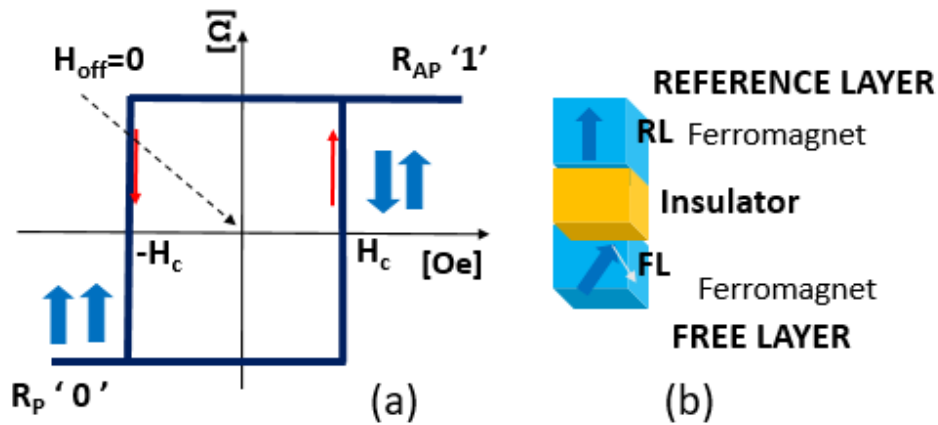 [Ω]
H_off=0
R_AP '1'
-H_c
H_c
[Oe]
R_P ' 0 '
(a)
REFERENCE LAYER
RL Ferromagnet
Insulator
FL
Ferromagnet
FREE LAYER
(b)